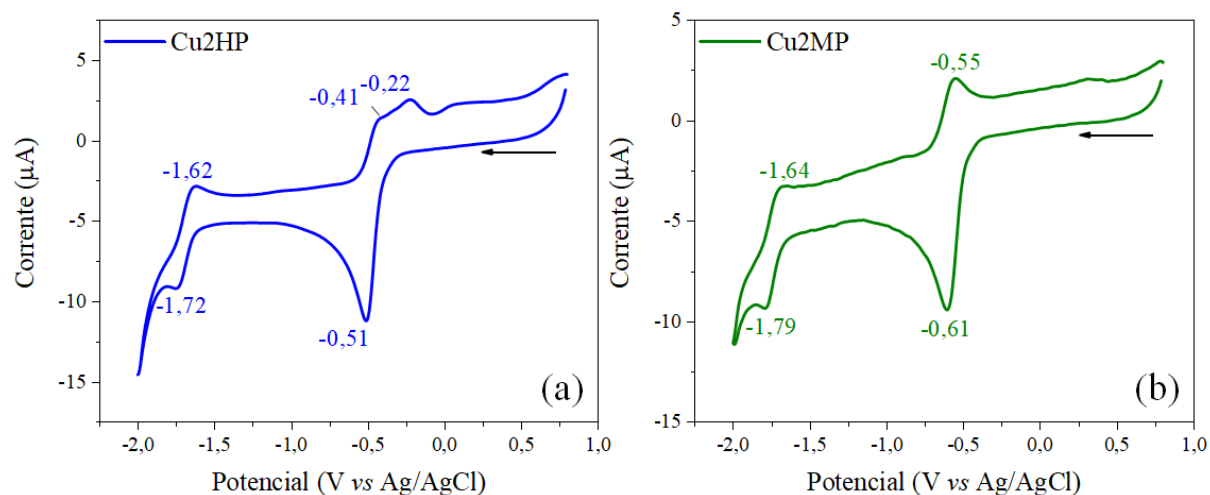 Cu2HP
-0,22
-0,41
-1,62
-1,72
-0,51
5
0
-5
-10
-15
Corrente (µA)
(a)
-2,0 -1,5 -1,0 -0,5 0,0 0,5 1,0
Potencial (V vs Ag/AgCl)
Cu2MP
-0,55
-1,64
-1,79
-0,61
5
0
-5
-10
-15
Corrente (µA)
(b)
-2,0 -1,5 -1,0 -0,5 0,0 0,5 1,0
Potencial (V vs Ag/AgCl)